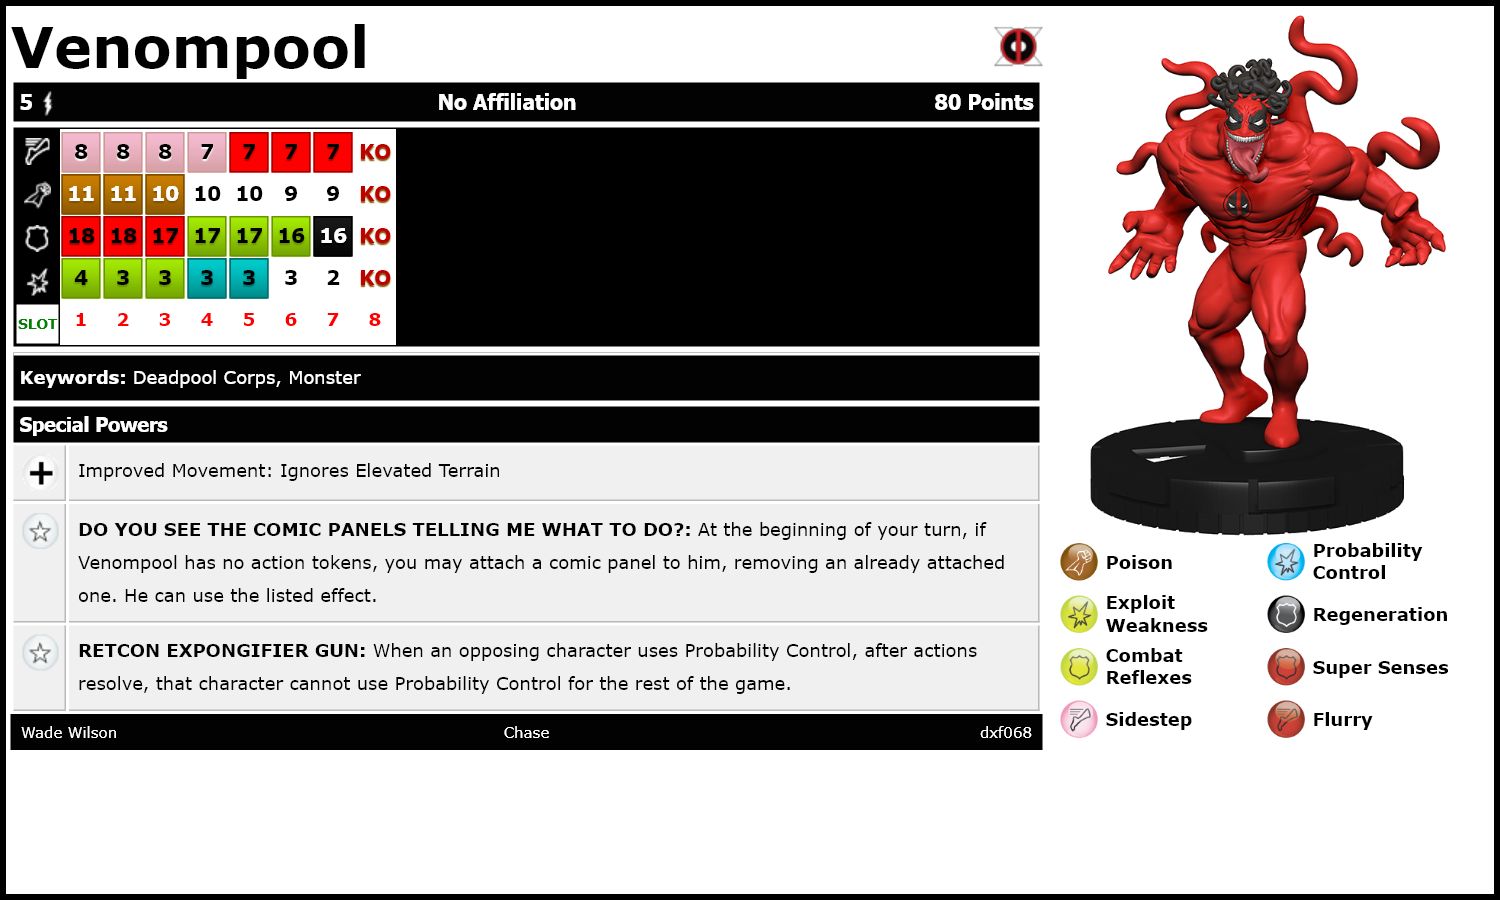 Venompool
5 No Affiliation 80 Points
8 8 8 7 7 7 7 KO
11 11 10 10 10 9 9 KO
18 18 17 17 17 16 16 KO
4 3 3 3 3 3 2 KO
SLOT 1 2 3 4 5 6 7 8
Keywords: Deadpool Corps, Monster
Special Powers
Improved Movement: Ignores Elevated Terrain
DO YOU SEE THE COMIC PANELS TELLING ME WHAT TO DO?: At the beginning of your turn, if
Venompool has no action tokens, you may attach a comic panel to him, removing an already attached
one. He can use the listed effect.
RETCON EXPONGIFIER GUN: When an opposing character uses Probability Control, after actions
resolve, that character cannot use Probability Control for the rest of the game.
Wade Wilson Chase dxf068
Poison
Probability
Control
Exploit
Weakness
Regeneration
Combat
Reflexes
Super Senses
Sidestep
Flurry